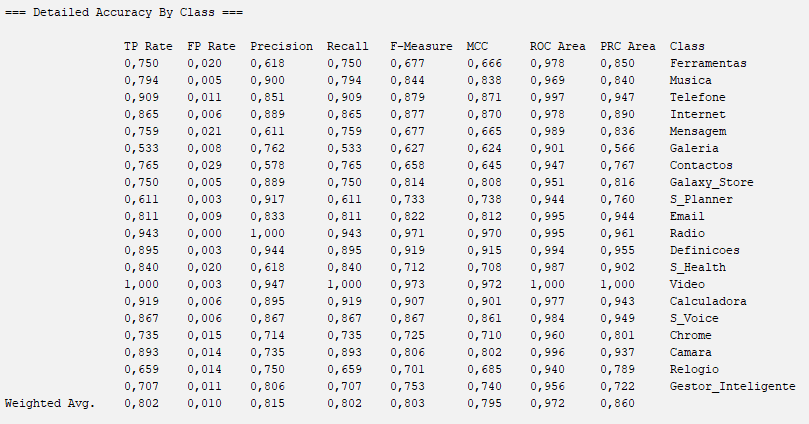 === Detailed Accuracy By Class ===
TP Rate FP Rate Precision Recall F-Measure MCC ROC Area PRC Area Class
0,750 0,020 0,618 0,750 0,677 0,666 0,978 0,850 Ferramentas
0,794 0,005 0,900 0,794 0,844 0,838 0,969 0,840 Musica
0,909 0,011 0,851 0,909 0,879 0,871 0,997 0,947 Telefone
0,865 0,006 0,889 0,865 0,877 0,870 0,978 0,890 Internet
0,759 0,021 0,611 0,759 0,677 0,665 0,989 0,836 Mensagem
0,533 0,008 0,762 0,533 0,627 0,624 0,901 0,566 Galeria
0,765 0,029 0,578 0,765 0,658 0,645 0,947 0,767 Contactos
0,750 0,005 0,889 0,750 0,814 0,808 0,951 0,816 Galaxy_Store
0,611 0,003 0,917 0,611 0,733 0,738 0,944 0,760 S_Planner
0,811 0,009 0,833 0,811 0,822 0,812 0,995 0,944 Email
0,943 0,000 1,000 0,943 0,971 0,970 0,995 0,961 Radio
0,895 0,003 0,944 0,895 0,919 0,915 0,994 0,955 Definicoes
0,840 0,020 0,618 0,840 0,712 0,708 0,987 0,902 S_Health
1,000 0,003 0,947 1,000 0,973 0,972 1,000 1,000 Video
0,919 0,006 0,895 0,919 0,907 0,901 0,977 0,943 Calculadora
0,867 0,006 0,867 0,867 0,867 0,861 0,984 0,949 S_Voice
0,735 0,015 0,714 0,735 0,725 0,710 0,960 0,801 Chrome
0,893 0,014 0,735 0,893 0,806 0,802 0,996 0,937 Camara
0,659 0,014 0,750 0,659 0,701 0,685 0,940 0,789 Relogio
0,707 0,011 0,806 0,707 0,753 0,740 0,956 0,722 Gestor_Inteligente
Weighted Avg. 0,802 0,010 0,815 0,802 0,803 0,795 0,972 0,860